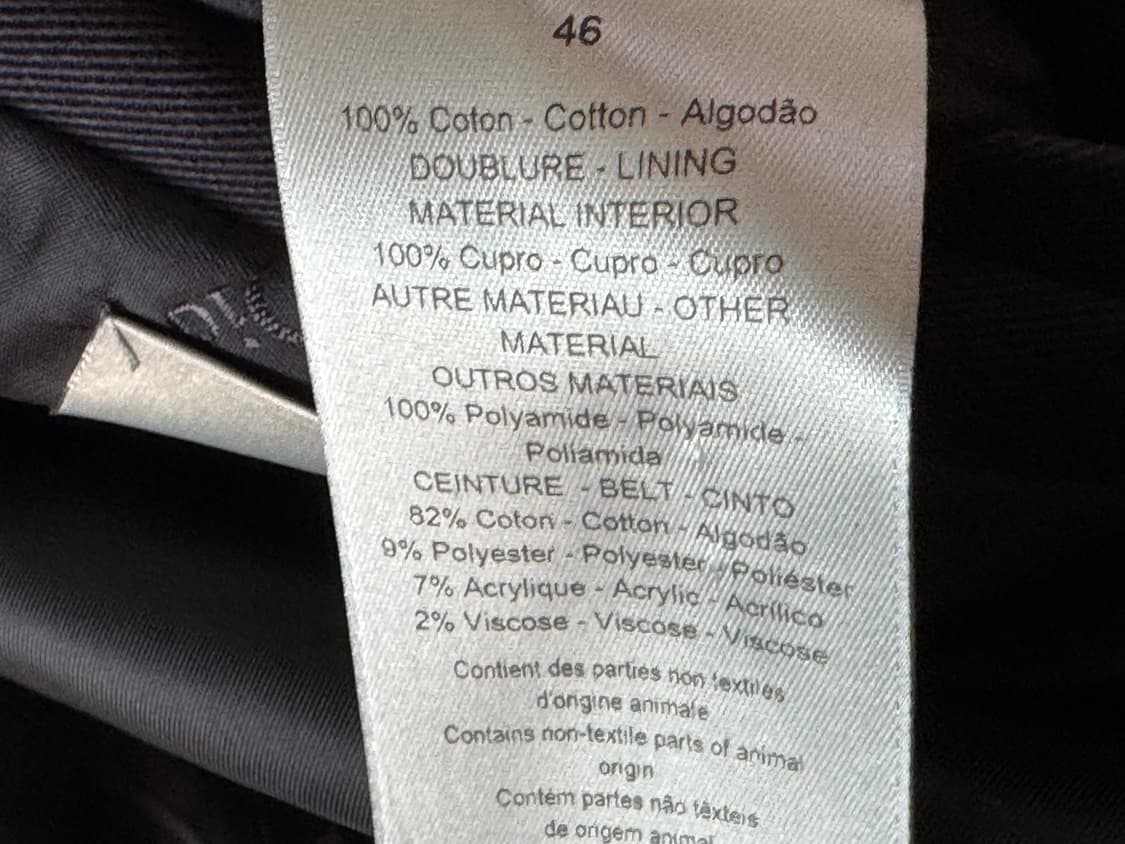 46
100% Coton - Cotton - Algodão
DOUBLURE - LINING
MATERIAL INTERIOR
100% Cupro - Cupro - Cupro
AUTRE MATERIAU - OTHER
MATERIAL
OUTROS MATERIAIS
100% Polyamide - Polyamide -
Poliamida
CEINTURE - BELT - CINTO
82% Coton - Cotton - Algodão
9% Polyester - Polyester - Poliéster
7% Acrylique - Acrylic - Acrílico
2% Viscose - Viscose - Viscose
Contient des parties non textiles
d'origine animale
Contains non-textile parts of animal
origin
Contém partes não têxteis
de origem animal